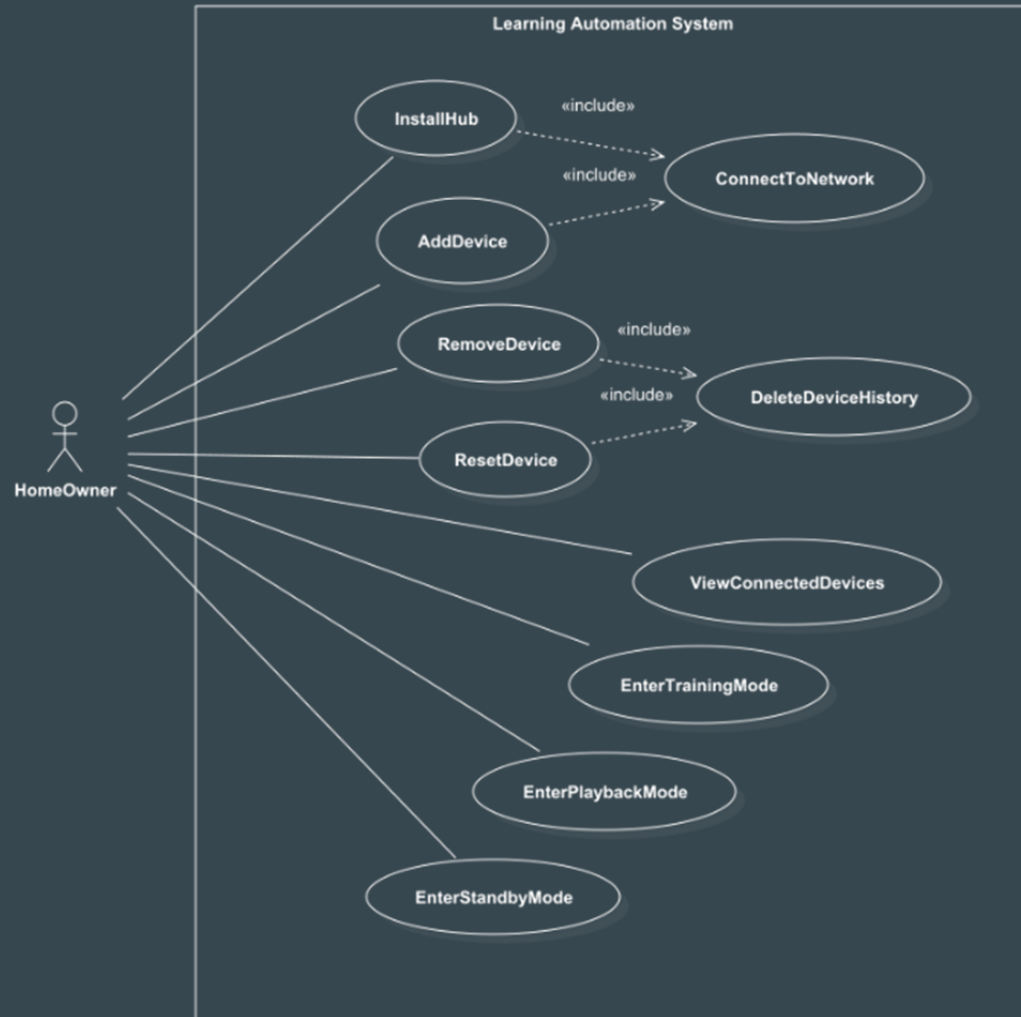 Learning Automation System
InstallHub
«include»
ConnectToNetwork
«include»
AddDevice
RemoveDevice
«include»
DeleteDeviceHistory
«include»
ResetDevice
HomeOwner
ViewConnectedDevices
EnterTrainingMode
EnterPlaybackMode
EnterStandbyMode